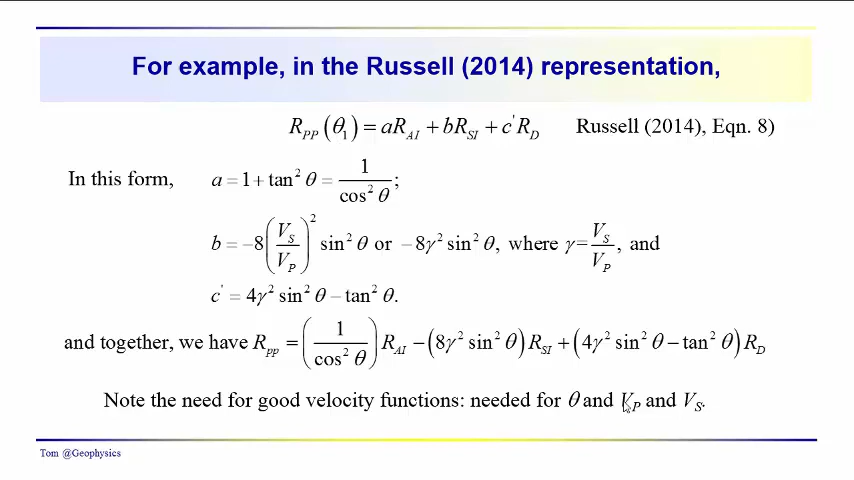 For example, in the Russell (2014) representation,
R_PP (θ_1) = aR_AI + bR_SI + c'R_D Russell (2014), Eqn. 8)
In this form, a = 1 + tan² θ = 1/cos² θ;
b = −8 (V_S/V_P)² sin² θ or − 8γ² sin² θ, where γ = V_S/V_P, and
c' = 4γ² sin² θ − tan² θ.
and together, we have R_pp = (1/cos² θ) R_AI − (8γ² sin² θ) R_SI + (4γ² sin² θ − tan² θ) R_D
Note the need for good velocity functions: needed for θ and V_P and V_S.
Tom @Geophysics